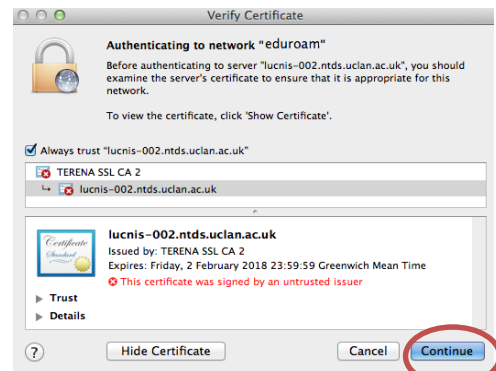 Verify Certificate
Authenticating to network "eduroam"
Before authenticating to server "lucnis-002.ntds.uclan.ac.uk", you should
examine the server's certificate to ensure that it is appropriate for this
network.
To view the certificate, click 'Show Certificate'.
Always trust "lucnis-002.ntds.uclan.ac.uk"
TERENA SSL CA 2
lucnis-002.ntds.uclan.ac.uk
Certificate
Standard
lucnis-002.ntds.uclan.ac.uk
Issued by: TERENA SSL CA 2
Expires: Friday, 2 February 2018 23:59:59 Greenwich Mean Time
This certificate was signed by an untrusted issuer
Trust
Details
?
Hide Certificate
Cancel
Continue